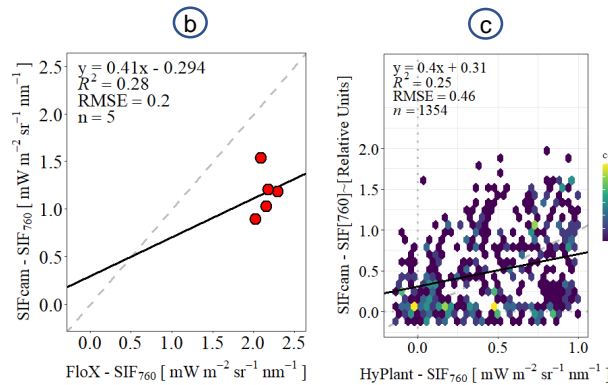 b
c
y = 0.41x - 0.294
R² = 0.28
RMSE = 0.2
n = 5
SIFcam - SIF₇₆₀ [ mW m⁻² sr⁻¹ nm⁻¹ ]
2.5
2.0
1.5
1.0
0.5
0.0
0.0 0.5 1.0 1.5 2.0 2.5
FloX - SIF₇₆₀ [ mW m⁻² sr⁻¹ nm⁻¹ ]
y = 0.4x + 0.31
R² = 0.25
RMSE = 0.46
n = 1354
SIFcam - SIF[760]~[Relative Units]
2.0
1.5
1.0
0.5
0.0
0.0 0.5 1.0
HyPlant - SIF₇₆₀ [ mW m⁻² sr⁻¹ nm⁻¹ ]